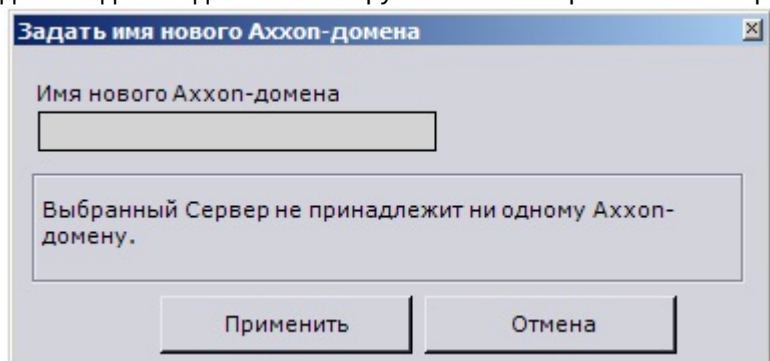 Задать имя нового Axxon-домена
Имя нового Axxon-домена
Выбранный Сервер не принадлежит ни одному Axxon-
домену.
Применить Отмена